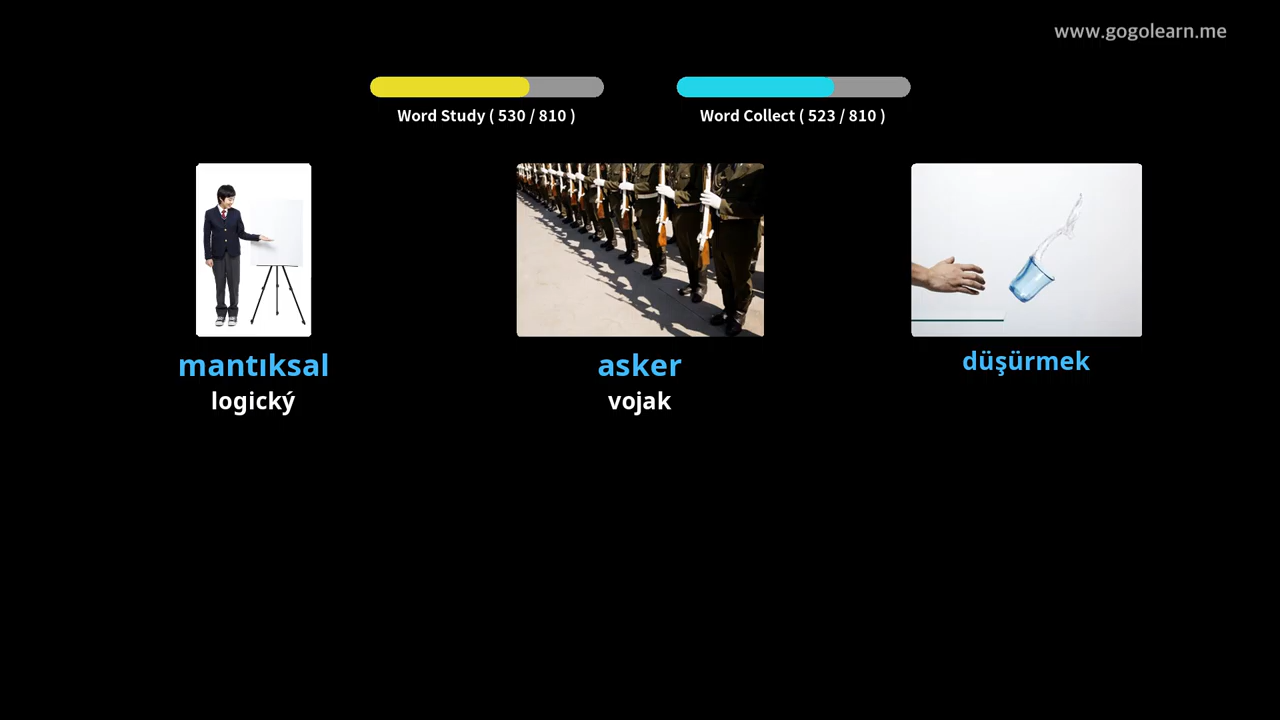 www.gogolearn.me
Word Study ( 530 / 810 )
Word Collect ( 523 / 810 )
mantıksal
logický
asker
vojak
düşürmek